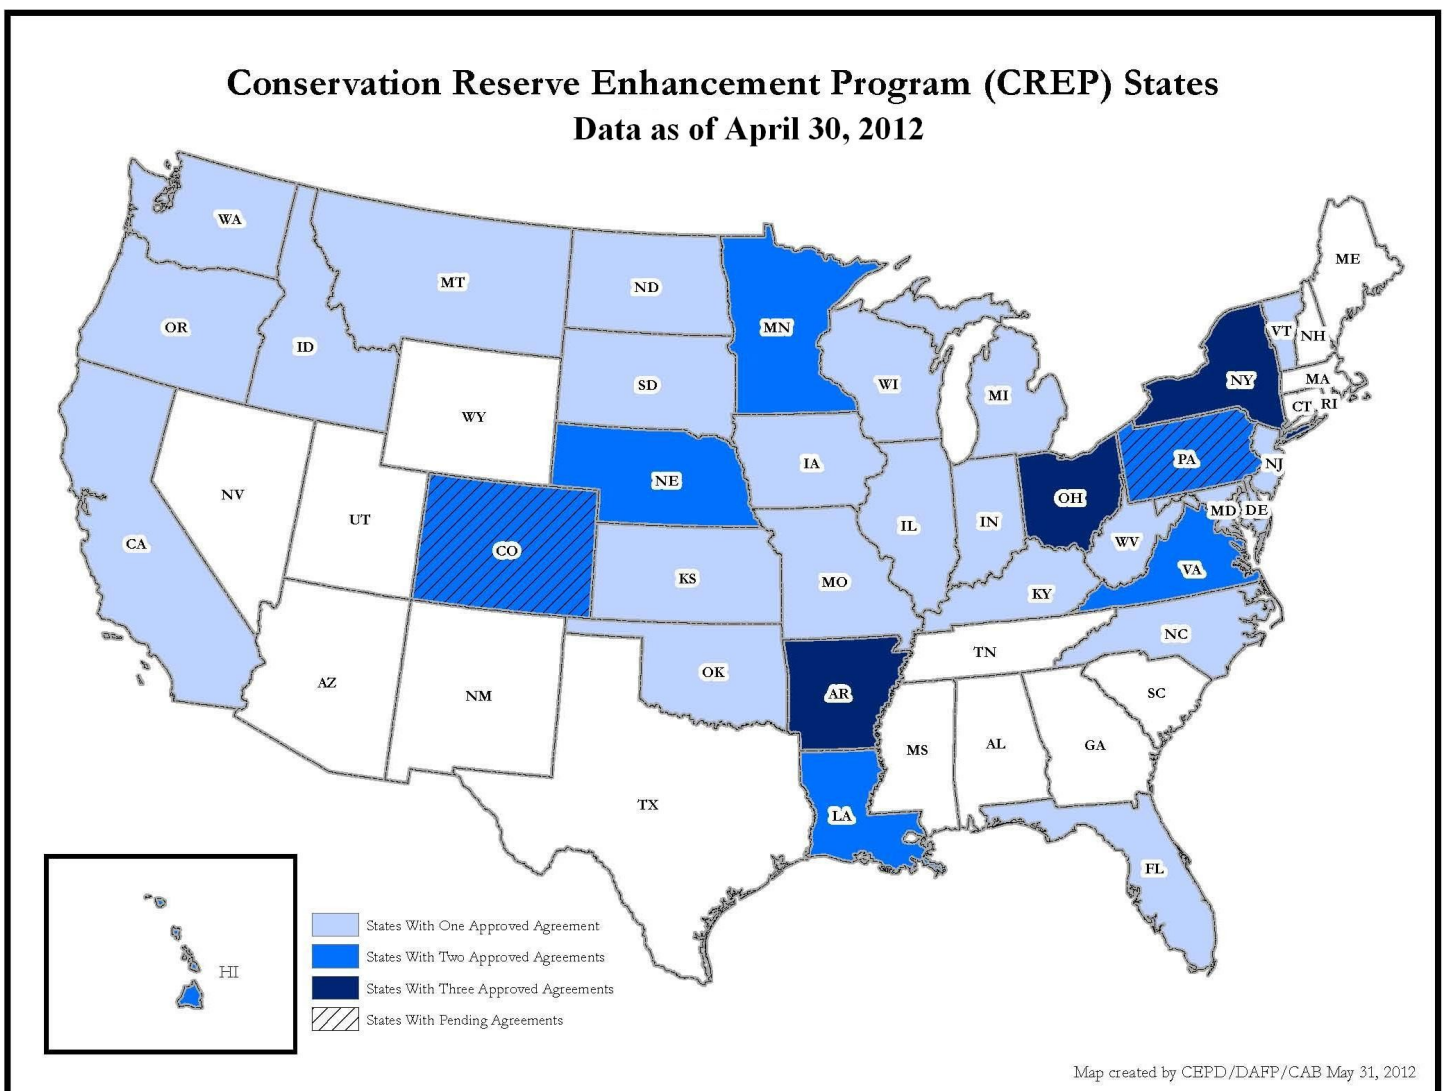 Conservation Reserve Enhancement Program (CREP) States
Data as of April 30, 2012
WA
MT
ND
MN
ME
OR
ID
SD
WI
MI
VT
NH
NY
MA
CT
RI
WY
IA
NE
PA
NJ
NV
UT
CO
IL
IN
OH
MD
DE
WV
CA
KS
MO
KY
VA
AZ
NM
OK
AR
TN
NC
SC
MS
AL
GA
TX
LA
FL
HI
States With One Approved Agreement
States With Two Approved Agreements
States With Three Approved Agreements
States With Pending Agreements
Map created by CEPD/DAFP/CAB May 31, 2012